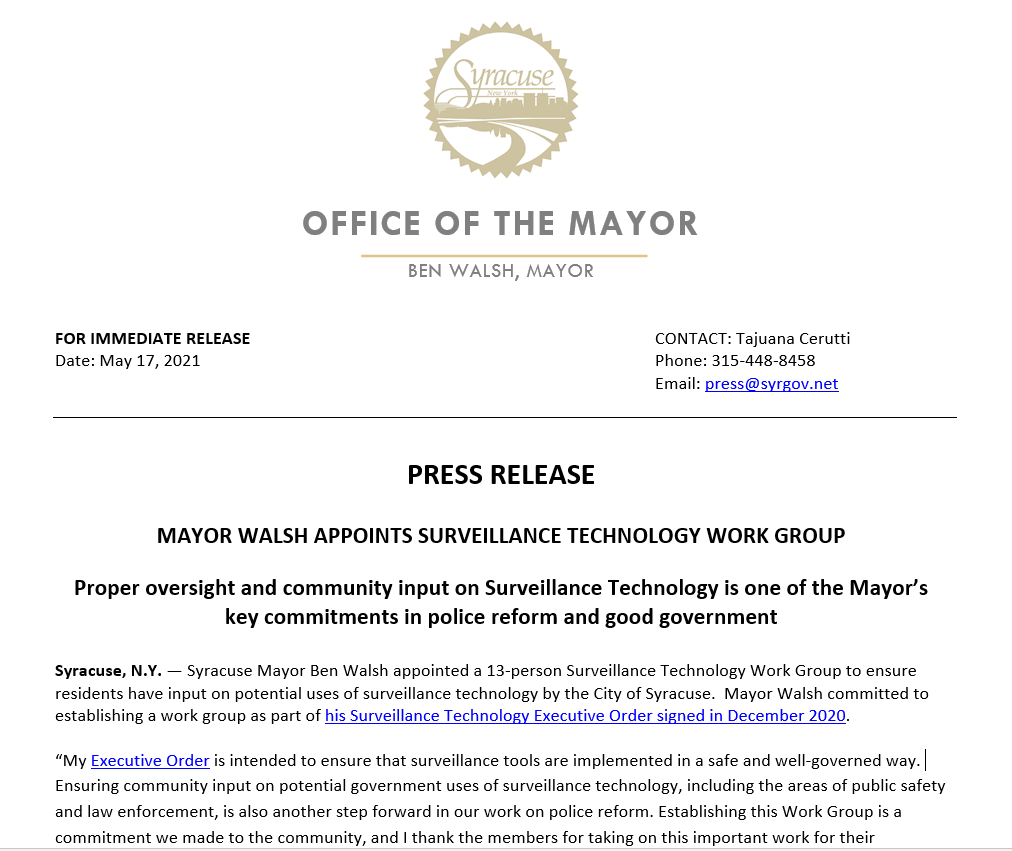 Syracuse
New York
OFFICE OF THE MAYOR
BEN WALSH, MAYOR
FOR IMMEDIATE RELEASE
Date: May 17, 2021
CONTACT: Tajuana Cerutti
Phone: 315-448-8458
Email: press@syrgov.net
PRESS RELEASE
MAYOR WALSH APPOINTS SURVEILLANCE TECHNOLOGY WORK GROUP
Proper oversight and community input on Surveillance Technology is one of the Mayor’s
key commitments in police reform and good government
Syracuse, N.Y. — Syracuse Mayor Ben Walsh appointed a 13-person Surveillance Technology Work Group to ensure
residents have input on potential uses of surveillance technology by the City of Syracuse.  Mayor Walsh committed to
establishing a work group as part of his Surveillance Technology Executive Order signed in December 2020.
“My Executive Order is intended to ensure that surveillance tools are implemented in a safe and well-governed way.
Ensuring community input on potential government uses of surveillance technology, including the areas of public safety
and law enforcement, is also another step forward in our work on police reform. Establishing this Work Group is a
commitment we made to the community, and I thank the members for taking on this important work for their